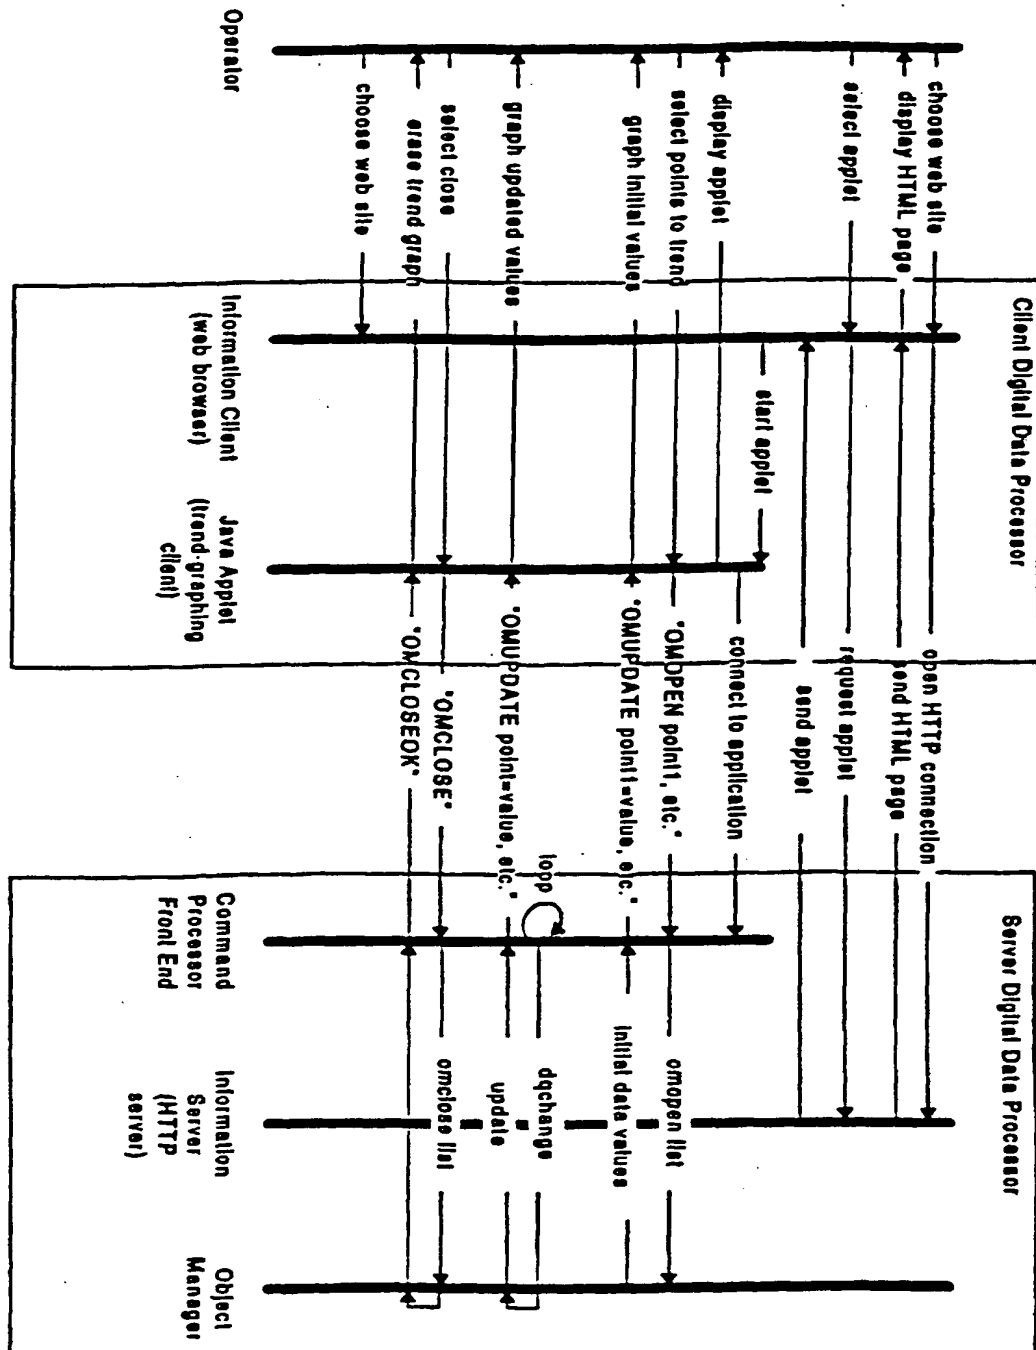 Client Digital Data Processor
Server Digital Data Processor
choose web site
open HTTP connection
display HTML page
send HTML page
select applet
request applet
send applet
start applet
connect to application
display applet
select points to trend
"OMOPEN point1, etc."
omopen list
graph initial values
"OMUPDATE point1=value, etc."
initial data values
loop
dqchange
graph updated values
"OMUPDATE point=value, etc."
update
select close
"OMCLOSE"
omclose list
erase trend graph
"OMCLOSEOK"
choose web site
Operator
Information Client
(web browser)
Java Applet
(trend-graphing
client)
Command
Processor
Front End
Information
Server
(HTTP
server)
Object
Manager